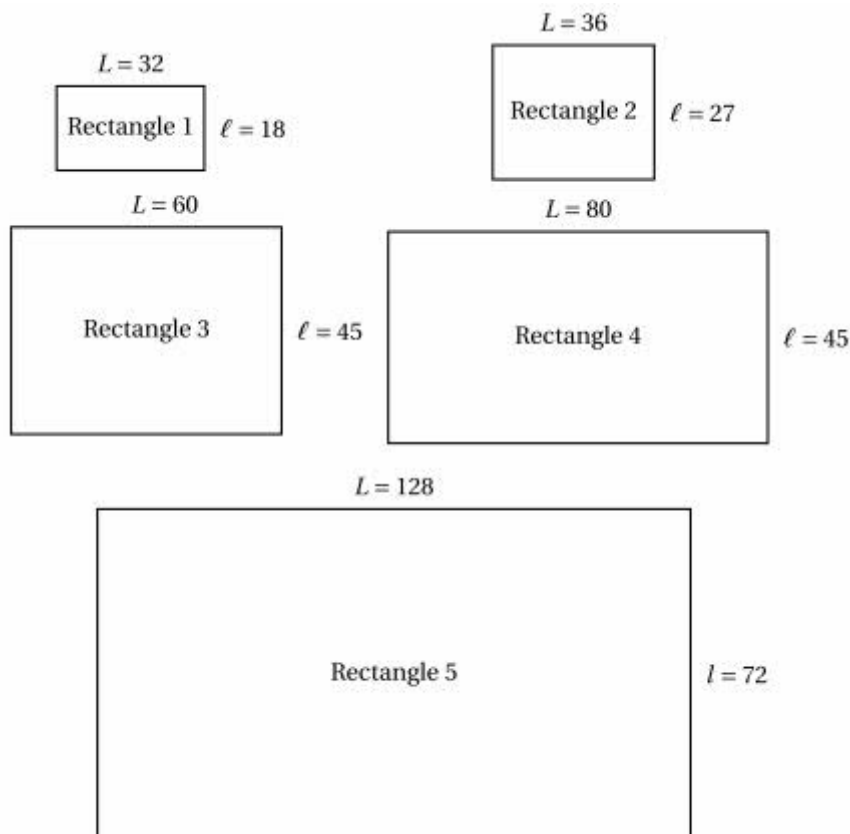 L = 36
L = 32
Rectangle 1
ℓ = 18
Rectangle 2
ℓ = 27
L = 60
L = 80
Rectangle 3
ℓ = 45
Rectangle 4
ℓ = 45
L = 128
Rectangle 5
l = 72